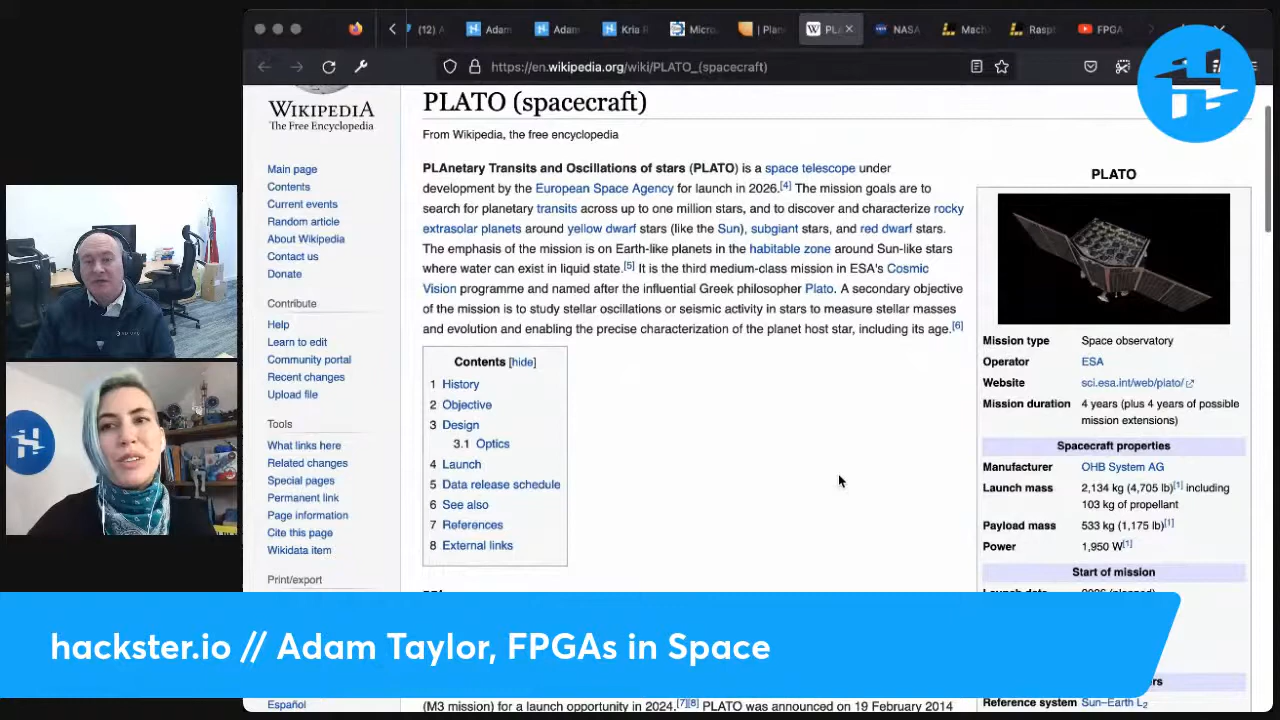 (12) A
Adam
Adam
Kria
Micro
| Plan
PL
NASA
Mach
Rasp
FPGA
https://en.wikipedia.org/wiki/PLATO_(spacecraft)
WIKIPEDIA
The Free Encyclopedia
Main page
Contents
Current events
Random article
About Wikipedia
Contact us
Donate
Contribute
Help
Learn to edit
Community portal
Recent changes
Upload file
Tools
What links here
Related changes
Special pages
Permanent link
Page information
Cite this page
Wikidata item
Print/export
Español
PLATO (spacecraft)
From Wikipedia, the free encyclopedia
PLAnetary Transits and Oscillations of stars (PLATO) is a space telescope under
development by the European Space Agency for launch in 2026.[4] The mission goals are to
search for planetary transits across up to one million stars, and to discover and characterize rocky
extrasolar planets around yellow dwarf stars (like the Sun), subgiant stars, and red dwarf stars.
The emphasis of the mission is on Earth-like planets in the habitable zone around Sun-like stars
where water can exist in liquid state.[5] It is the third medium-class mission in ESA's Cosmic
Vision programme and named after the influential Greek philosopher Plato. A secondary objective
of the mission is to study stellar oscillations or seismic activity in stars to measure stellar masses
and evolution and enabling the precise characterization of the planet host star, including its age.[6]
Contents [hide]
1 History
2 Objective
3 Design
3.1 Optics
4 Launch
5 Data release schedule
6 See also
7 References
8 External links
(M3 mission) for a launch opportunity in 2024.[7][8] PLATO was announced on 19 February 2014
PLATO
Mission type Space observatory
Operator ESA
Website sci.esa.int/web/plato/
Mission duration 4 years (plus 4 years of possible
mission extensions)
Spacecraft properties
Manufacturer OHB System AG
Launch mass 2,134 kg (4,705 lb)[1] including
103 kg of propellant
Payload mass 533 kg (1,175 lb)[1]
Power 1,950 W[1]
Start of mission
Reference system Sun–Earth L2
hackster.io // Adam Taylor, FPGAs in Space